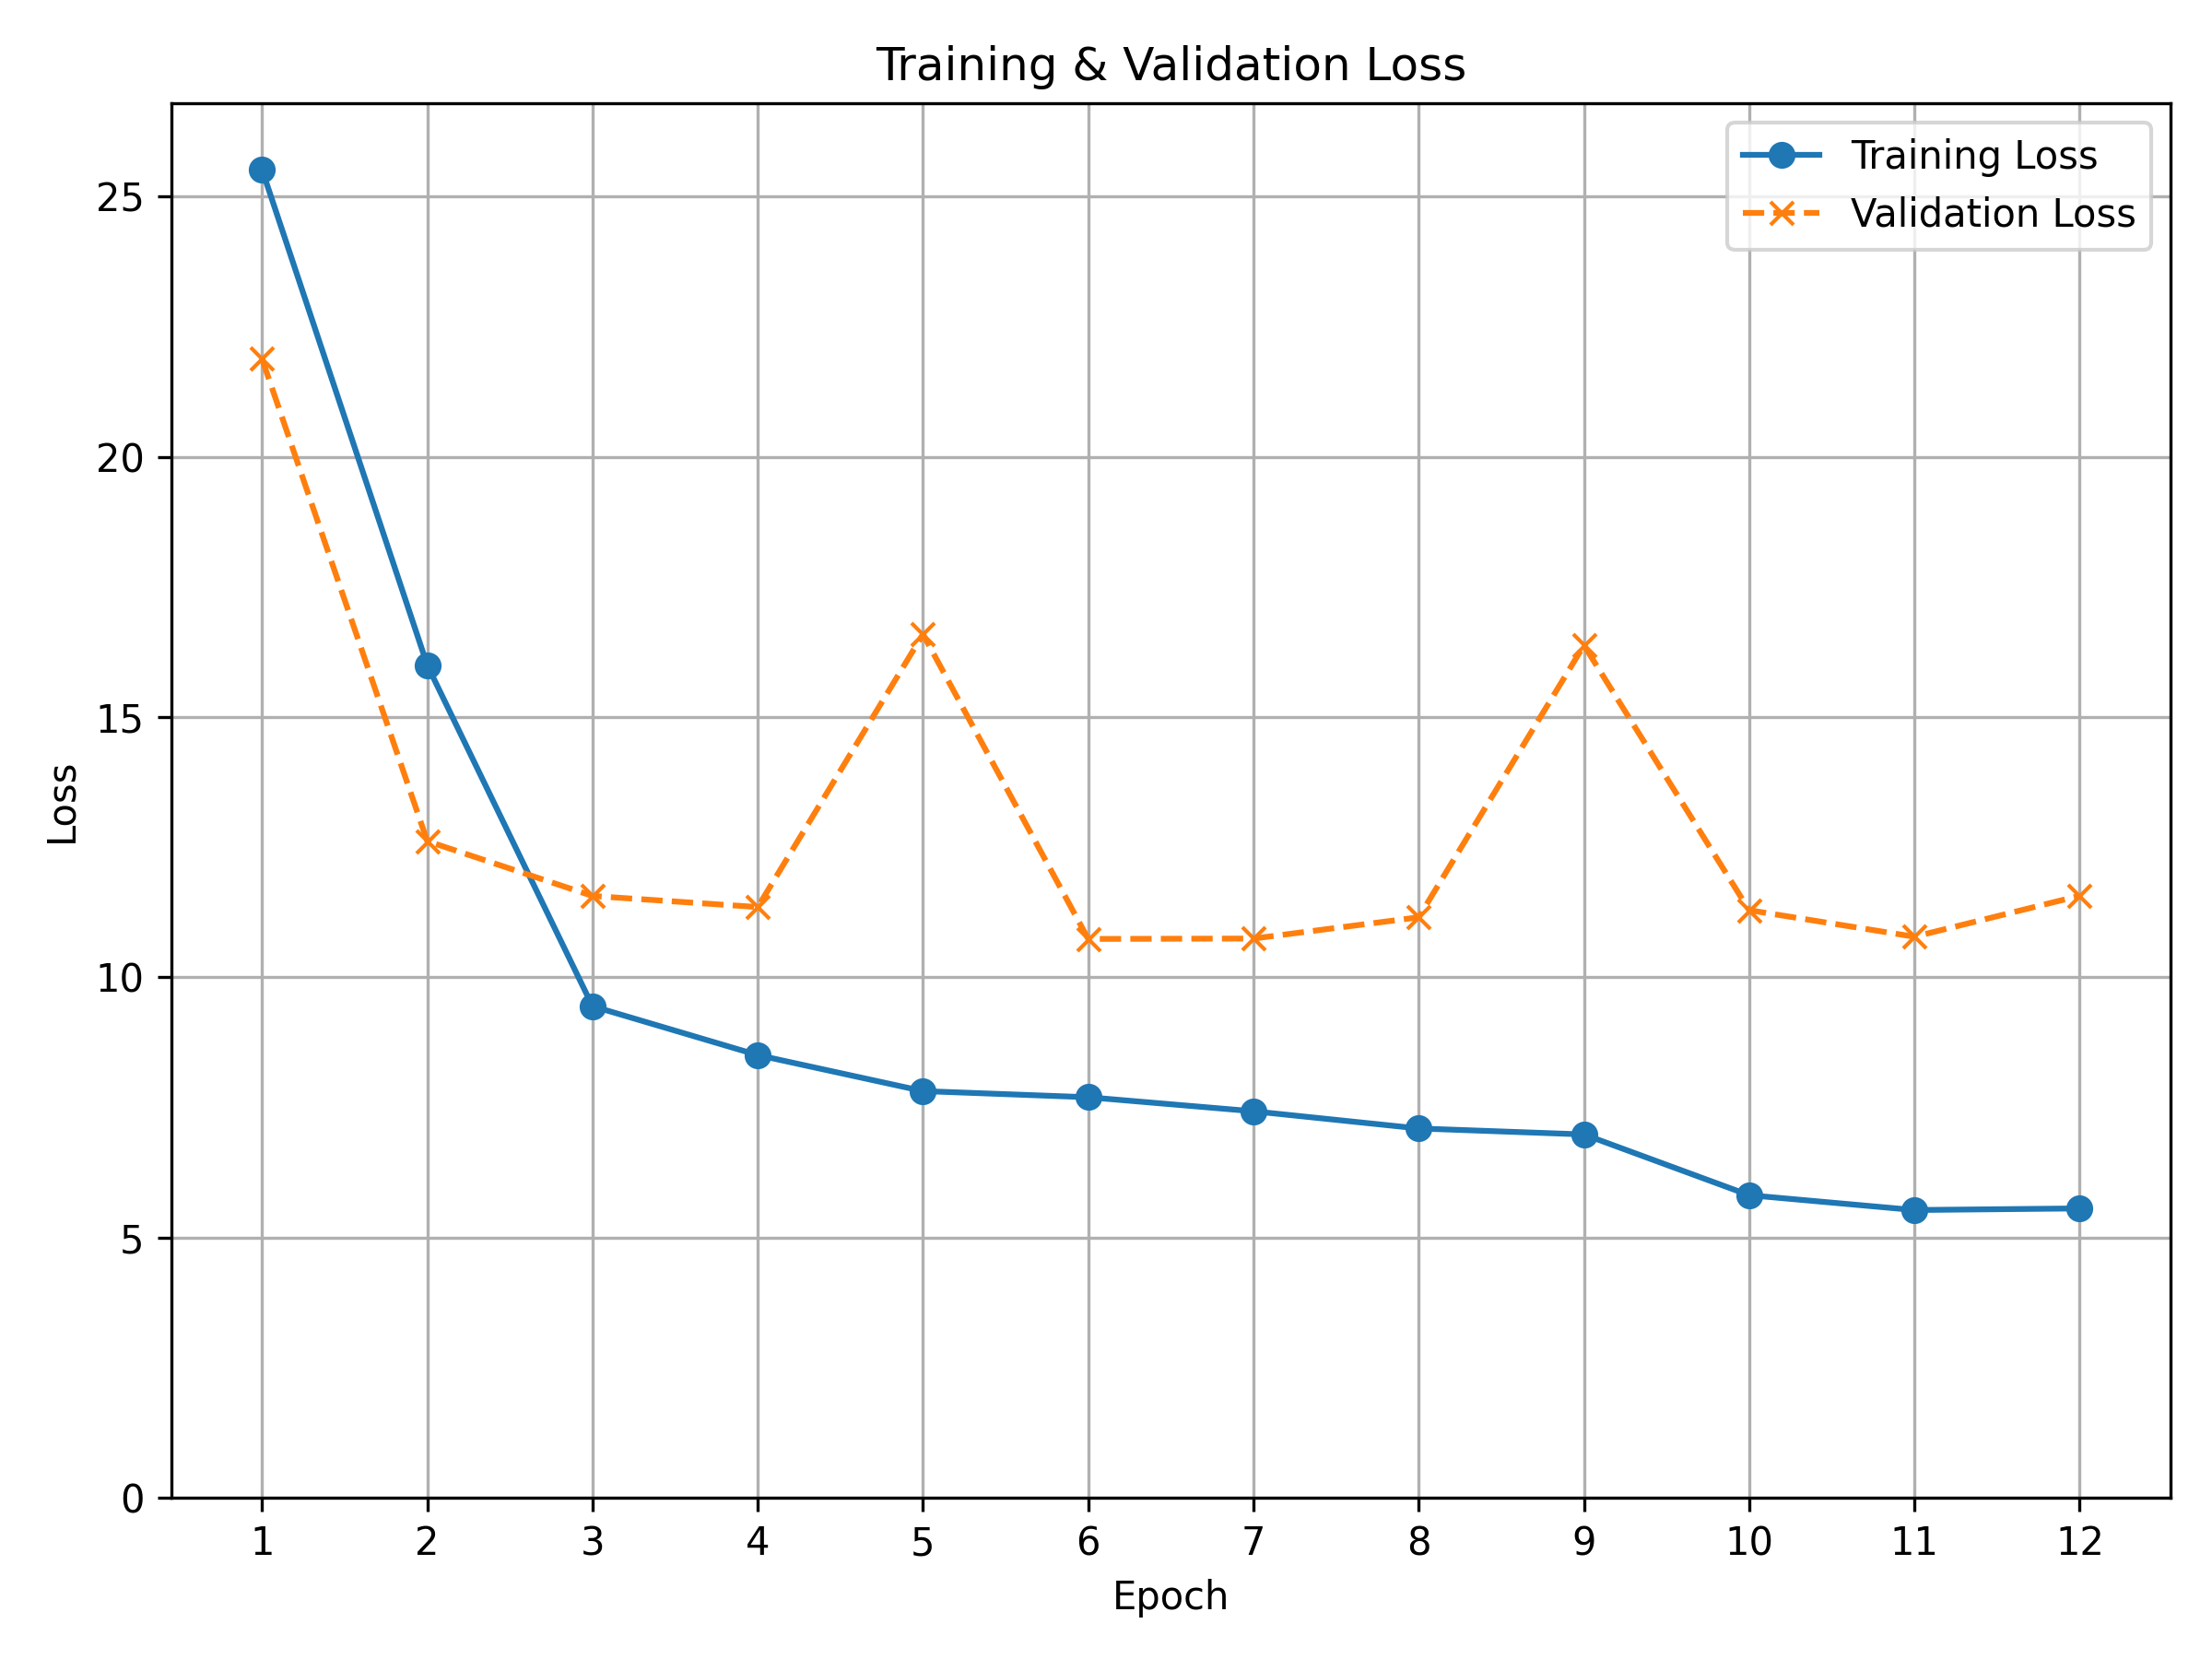 Training & Validation Loss
Training Loss
Validation Loss
25
20
15
10
5
0
Loss
1 2 3 4 5 6 7 8 9 10 11 12
Epoch